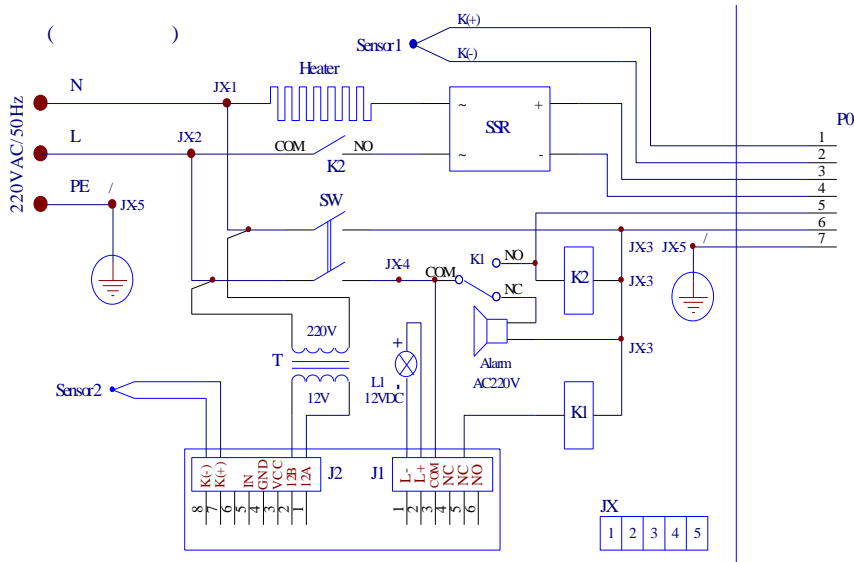 ( )
K(+)
Sensor1
K(-)
Heater
N
JX-1
SSR
~ +
~ -
P0
L
JX-2
COM
NO
K2
1
2
3
4
5
6
7
220VAC/50Hz
PE /
JX-5
SW
JX-4
COM
K1
NO
NC
K2
JX-3
JX-5 /
JX-3
JX-3
220V
T
12V
+
L1 -
12VDC
Alarm
AC220V
K1
Sensor2
K(-)
K(+)
IN
GND
VCC
12B
12A
J2
J1
L-
L+
COM
NC
NC
NO
8 7 6 5 4 3 2 1
1 2 3 4 5 6
JX
1 2 3 4 5